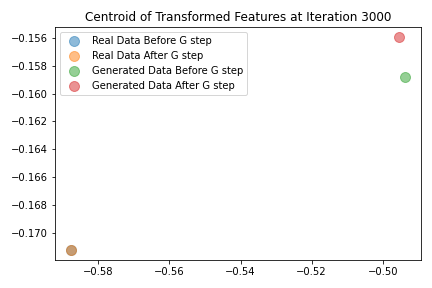 Centroid of Transformed Features at Iteration 3000
−0.156
−0.158
−0.160
−0.162
−0.164
−0.166
−0.168
−0.170
Real Data Before G step
Real Data After G step
Generated Data Before G step
Generated Data After G step
−0.58
−0.56
−0.54
−0.52
−0.50